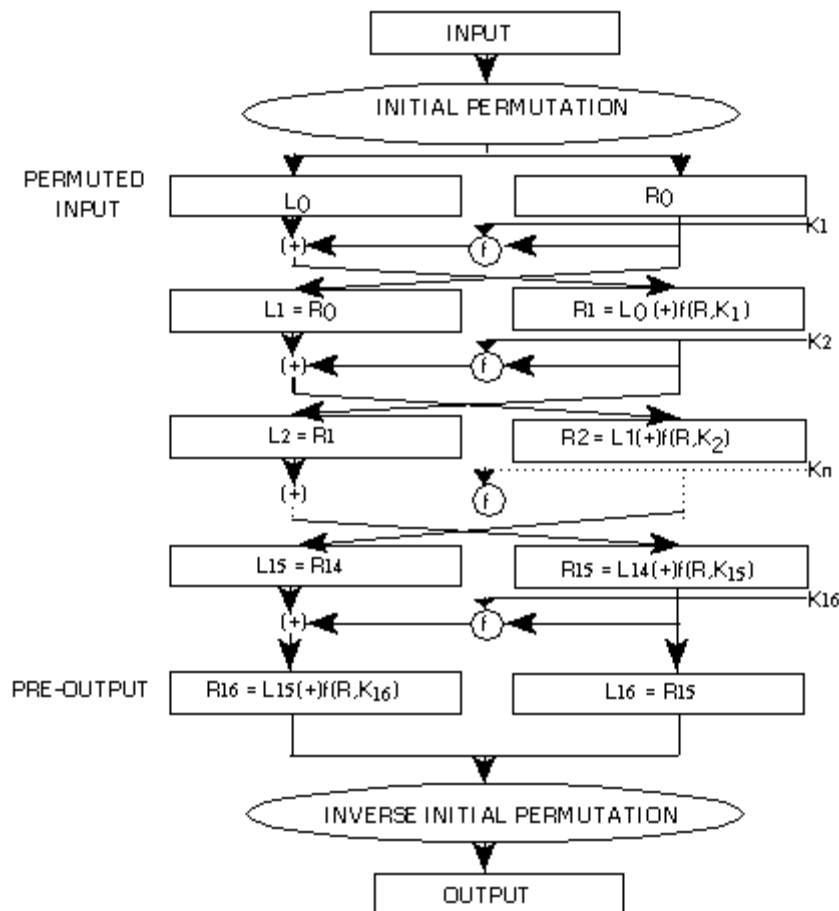 INPUT
INITIAL PERMUTATION
PERMUTED
INPUT
L0
R0
K1
(+)
f
L1 = R0
R1 = L0 (+)f(R,K1)
K2
(+)
f
L2 = R1
R2 = L1(+)f(R,K2)
Kn
(+)
f
L15 = R14
R15 = L14(+)f(R,K15)
K16
(+)
f
PRE-OUTPUT
R16 = L15(+)f(R,K16)
L16 = R15
INVERSE INITIAL PERMUTATION
OUTPUT